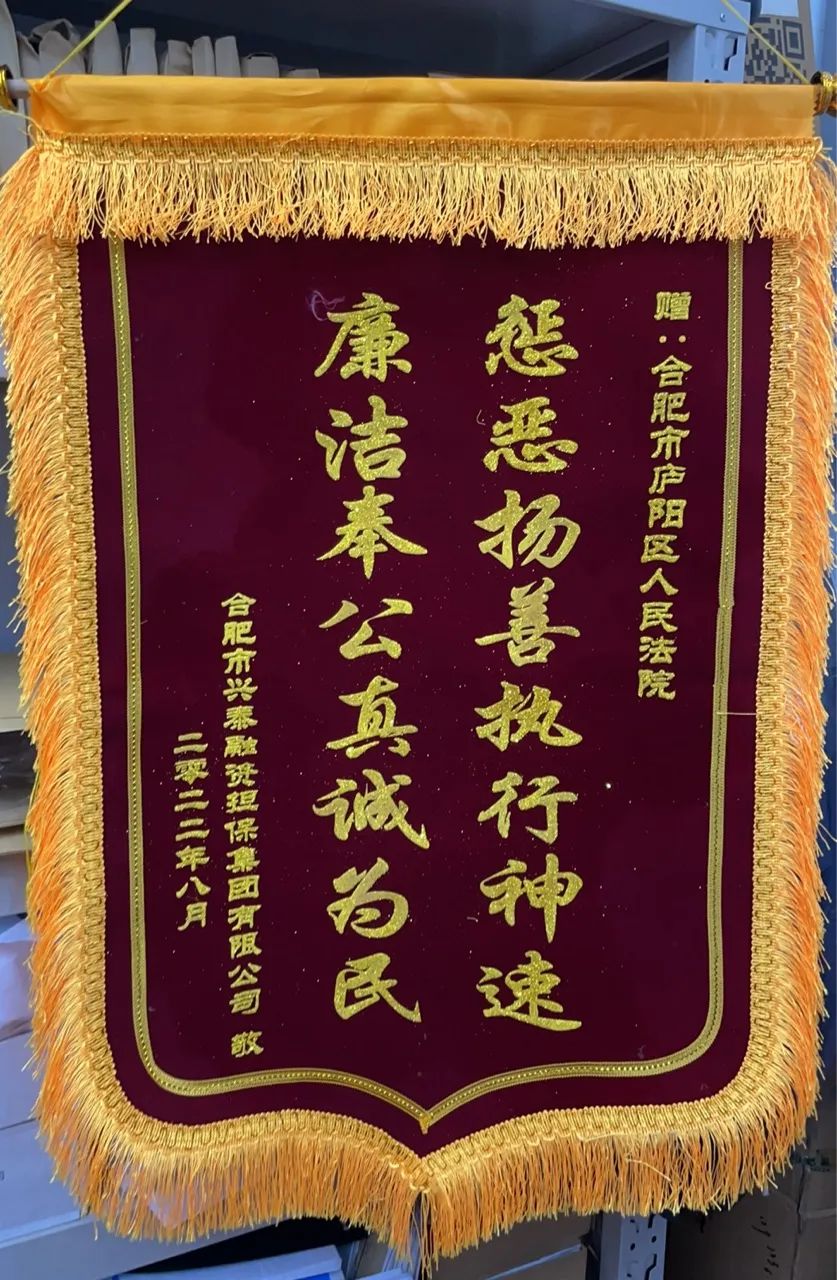 赠：合肥市庐阳区人民法院
惩恶扬善执行神速
廉洁奉公真诚为民
合肥市兴泰融资担保集团有限公司 敬
二零二二年八月